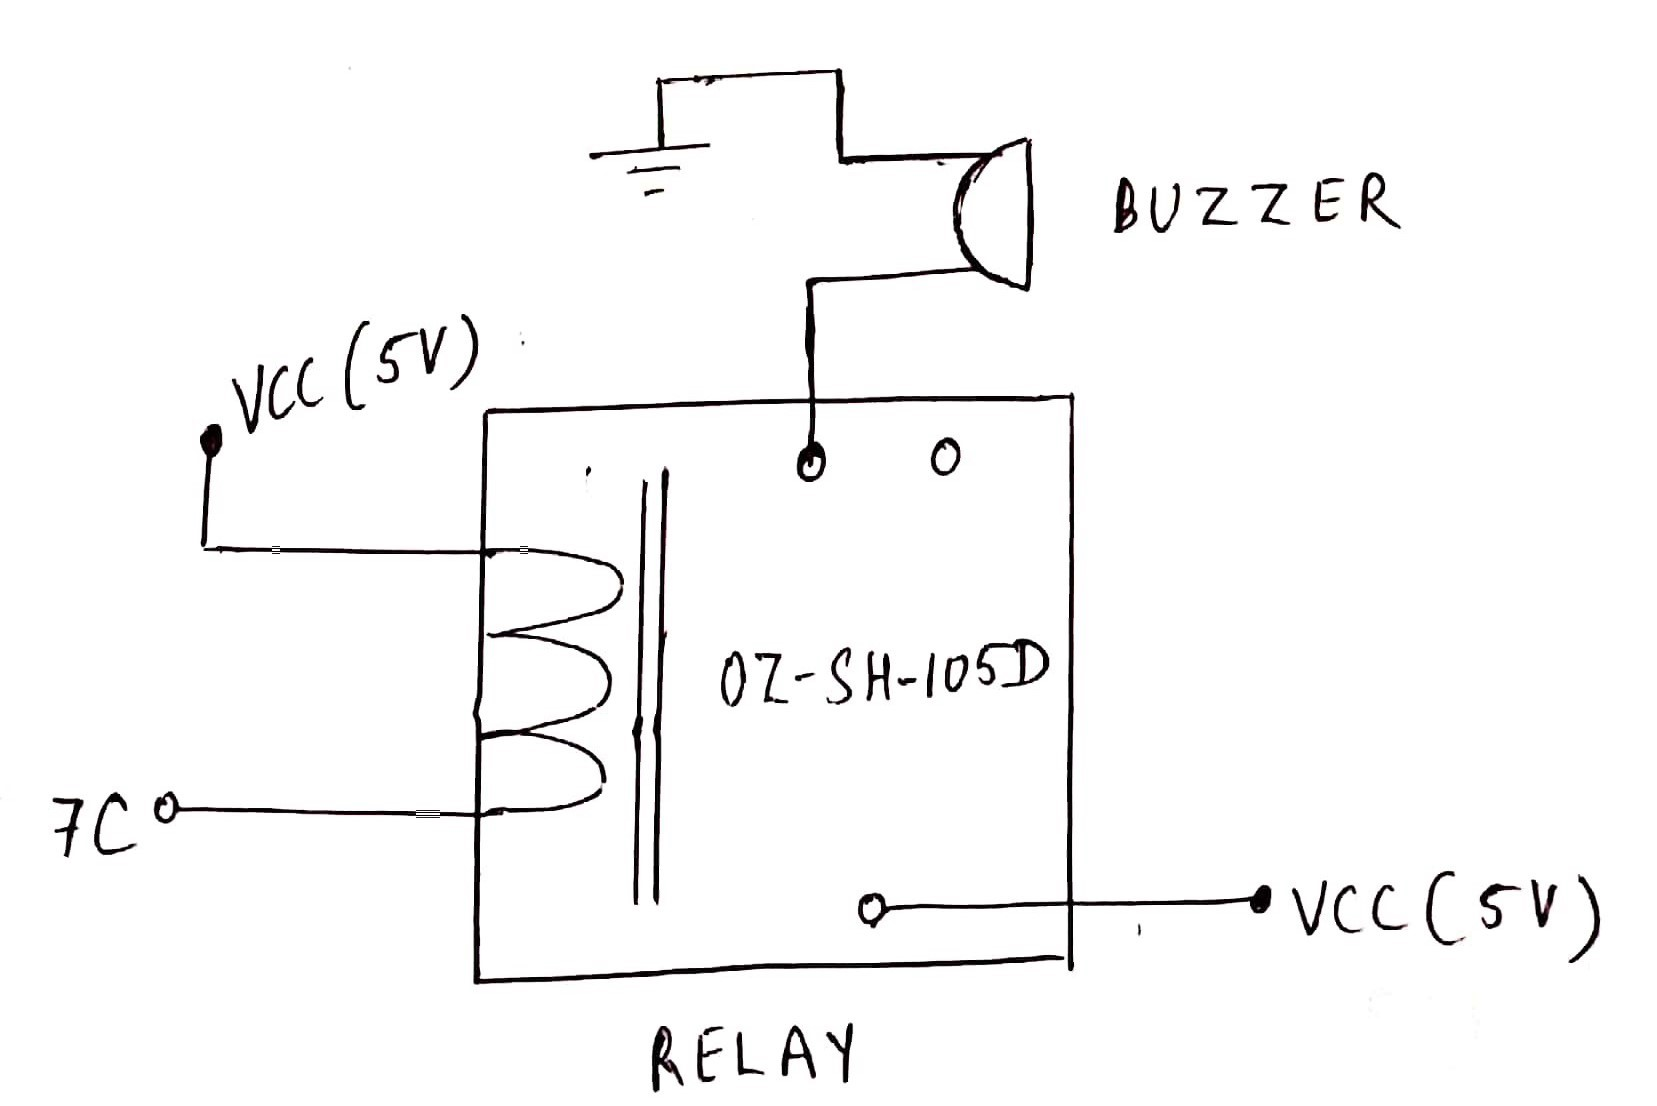 BUZZER
VCC (5V)
OZ-SH-105D
7C
VCC (5V)
RELAY